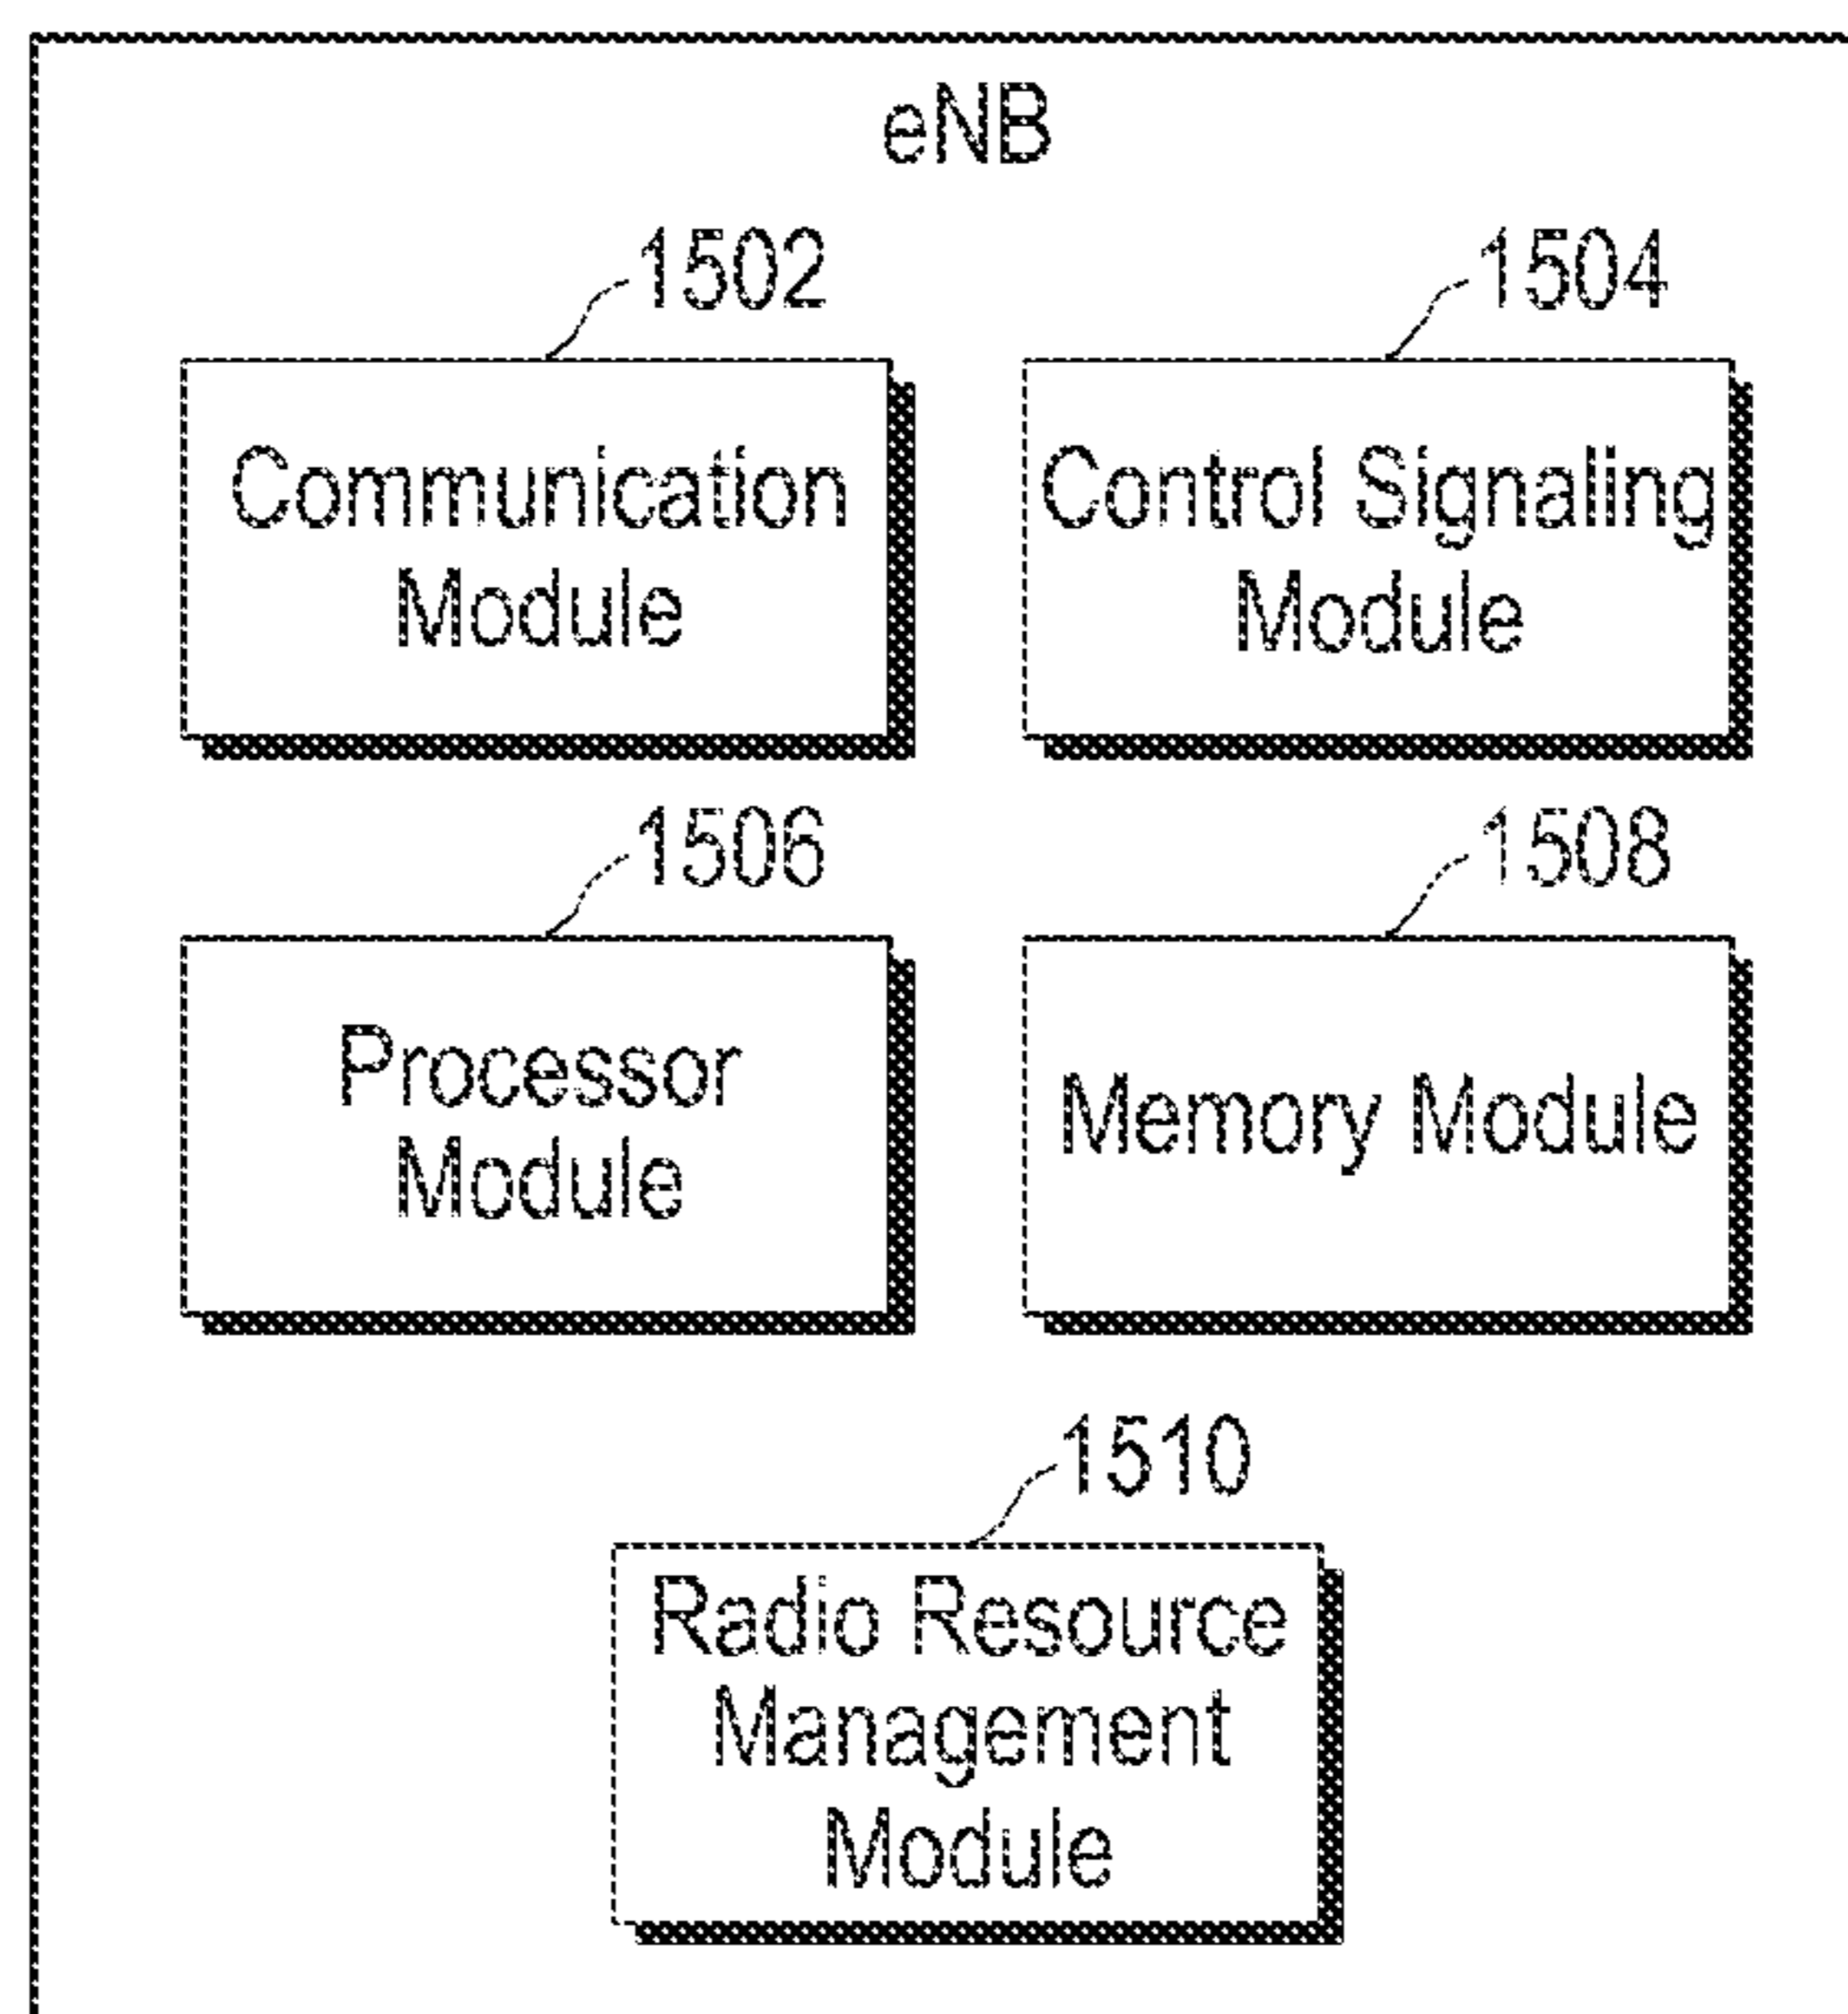 eNB
1502
Communication
Module
1504
Control Signaling
Module
1506
Processor
Module
1508
Memory Module
1510
Radio Resource
Management
Module